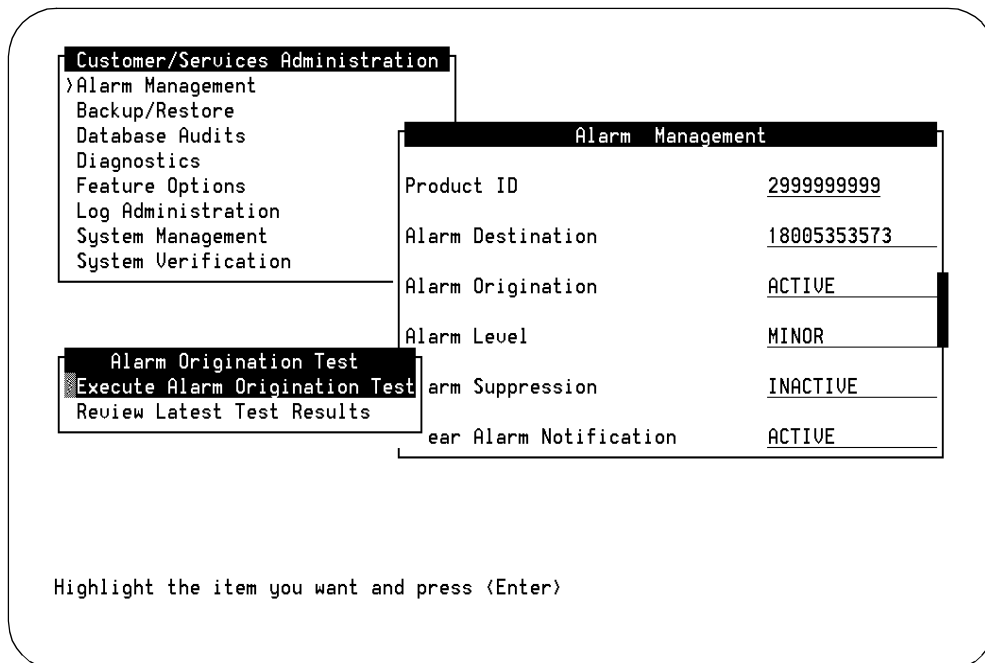 Customer/Services Administration
>Alarm Management
Backup/Restore
Database Audits
Diagnostics
Feature Options
Log Administration
System Management
System Verification
Alarm Management
Product ID 2999999999
Alarm Destination 18005353573
Alarm Origination ACTIVE
Alarm Level MINOR
arm Suppression INACTIVE
ear Alarm Notification ACTIVE
Alarm Origination Test
Execute Alarm Origination Test
Review Latest Test Results
Highlight the item you want and press <Enter>